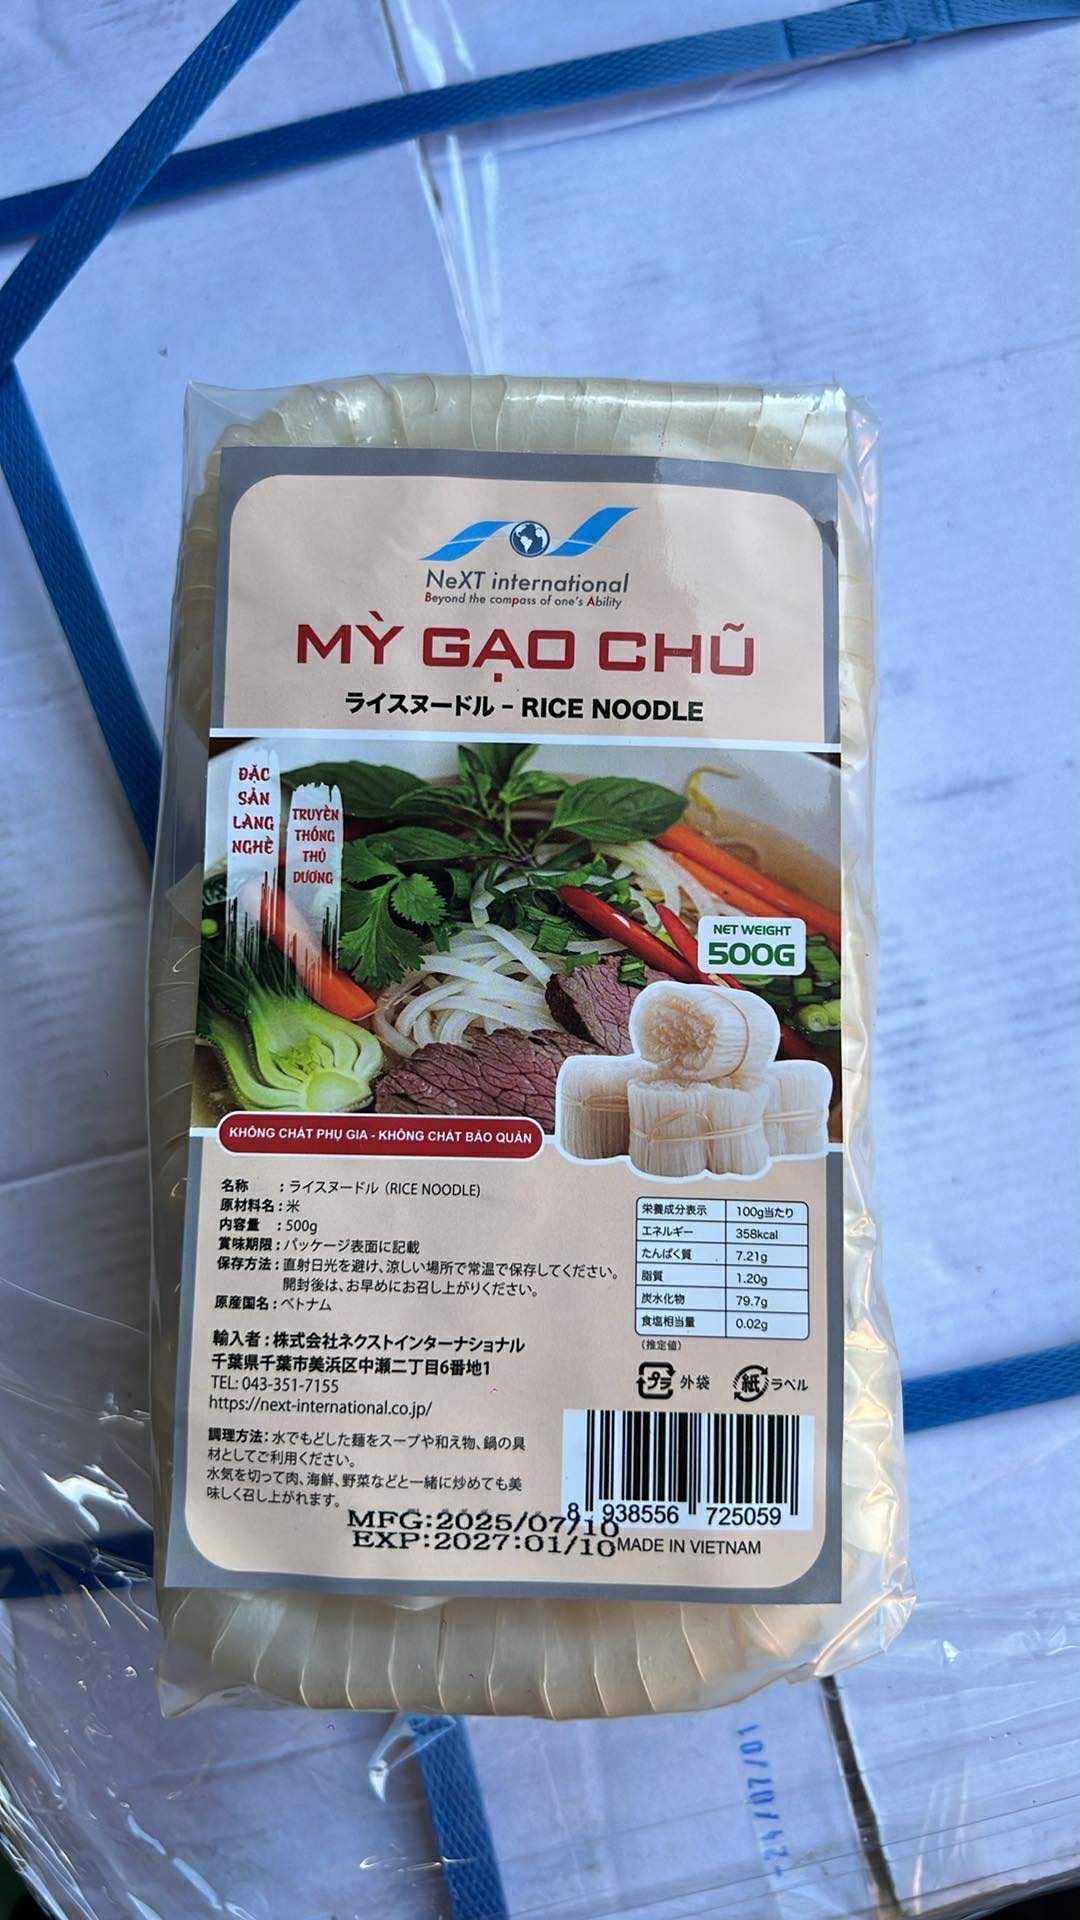 NeXT international
Beyond the compass of one's Ability
MỲ GẠO CHŨ
ライスヌードル - RICE NOODLE
ĐẶC
SẢN
LÀNG
NGHỀ
TRUYỀN
THỐNG
THỦ
DƯƠNG
NET WEIGHT
500G
KHÔNG CHẤT PHỤ GIA - KHÔNG CHẤT BẢO QUẢN
名称 : ライスヌードル (RICE NOODLE)
原材料名 : 米
内容量 : 500g
賞味期限 : パッケージ表面に記載
保存方法 : 直射日光を避け、涼しい場所で常温で保存してください。
開封後は、お早めにお召し上がりください。
原産国名 : ベトナム
輸入者 : 株式会社ネクストインターナショナル
千葉県千葉市美浜区中瀬二丁目6番地1
TEL: 043-351-7155
https://next-international.co.jp/
調理方法: 水でもどした麺をスープや和え物、鍋の具
材としてご利用ください。
水気を切って肉、海鮮、野菜などと一緒に炒めても美
味しく召し上がれます。
栄養成分表示 100g当たり
エネルギー 358kcal
たんぱく質 7.21g
脂質 1.20g
炭水化物 79.7g
食塩相当量 0.02g
(推定値)
プラ 外袋 紙 ラベル
8 938556 725059
MFG:2025/07/10
EXP:2027:01/10
MADE IN VIETNAM